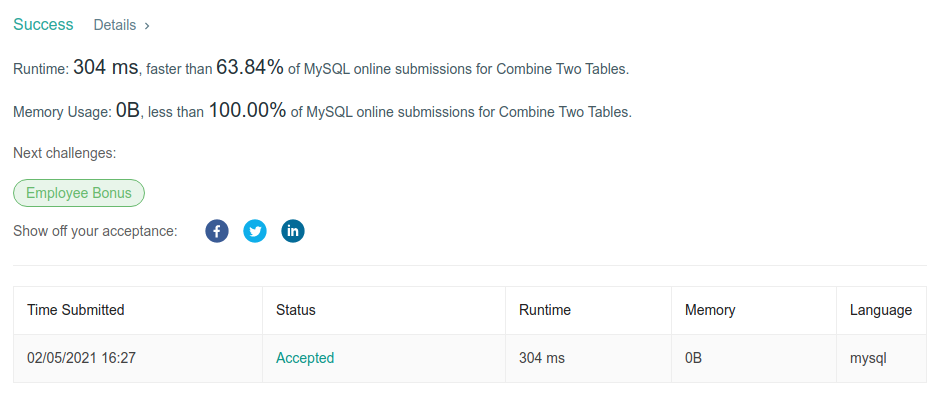 Success Details >
Runtime: 304 ms, faster than 63.84% of MySQL online submissions for Combine Two Tables.
Memory Usage: 0B, less than 100.00% of MySQL online submissions for Combine Two Tables.
Next challenges:
Employee Bonus
Show off your acceptance: f in
Time Submitted Status Runtime Memory Language
02/05/2021 16:27 Accepted 304 ms 0B mysql